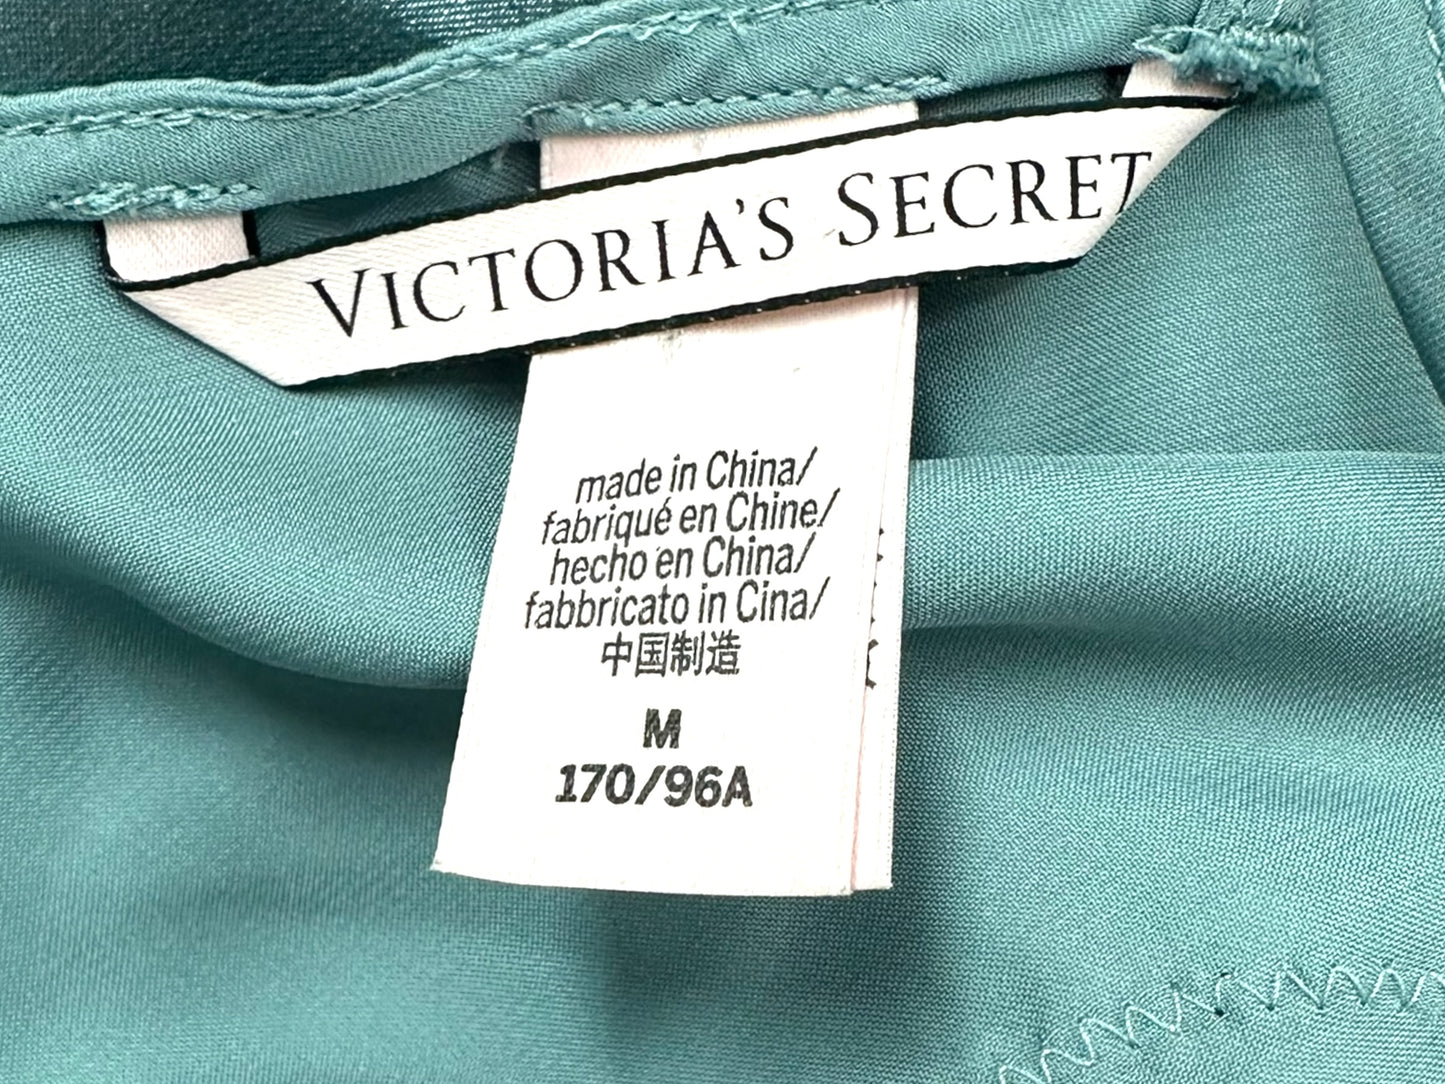 VICTORIA'S SECRET
made in China/
fabriqué en Chine/
hecho en China/
fabbricato in Cina/
中国制造
M
170/96A